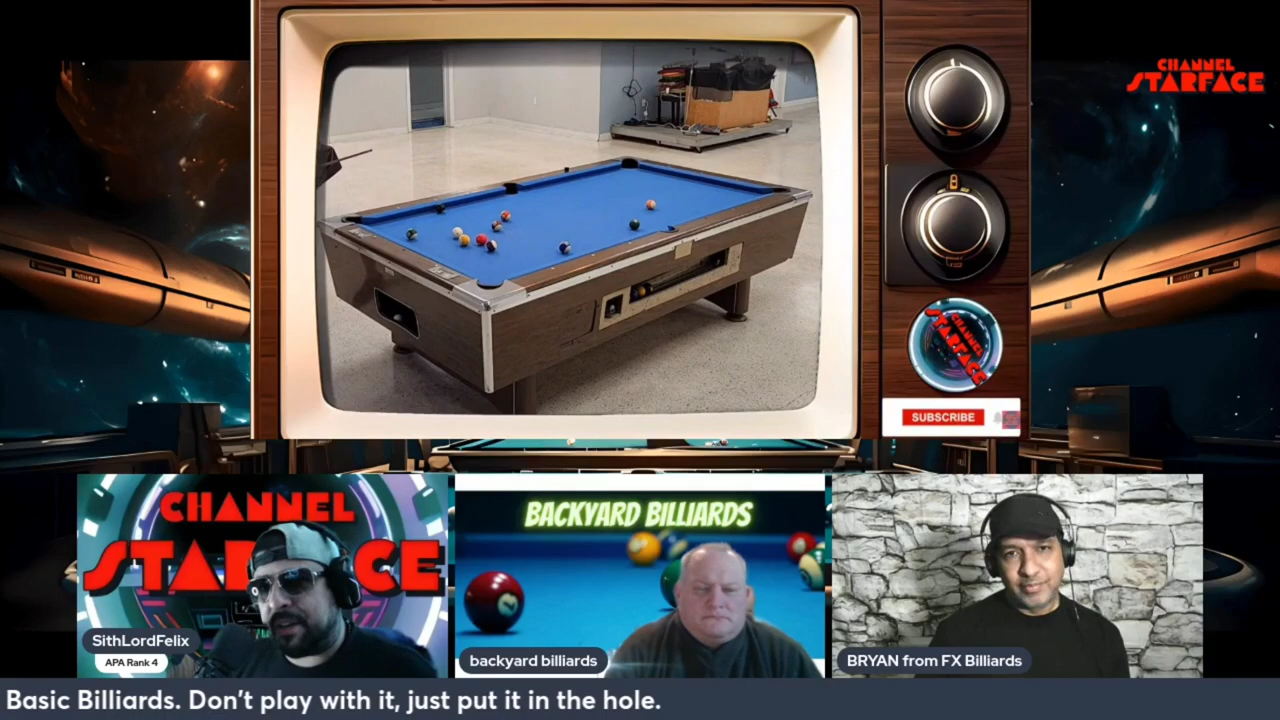 CHANNEL
STARFACE
CHANNEL
STARFACE
SUBSCRIBE
CHANNEL
STARFACE
SithLordFelix
APA Rank 4
BACKYARD BILLIARDS
backyard billiards
BRYAN from FX Billiards
Basic Billiards. Don't play with it, just put it in the hole.